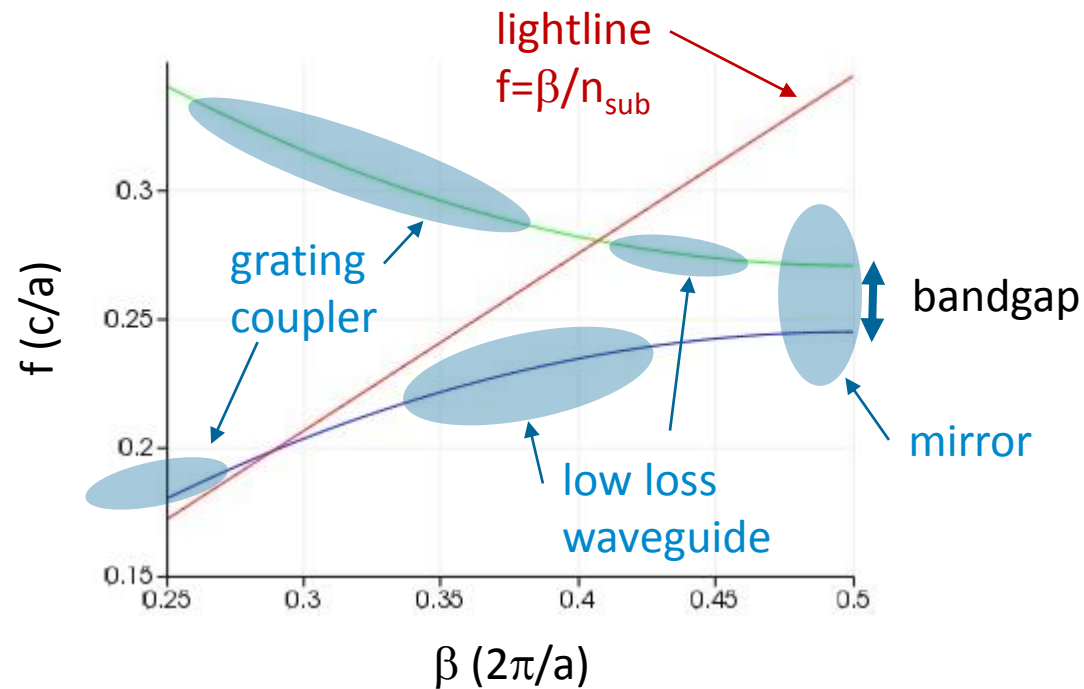 lightline
f=β/n_sub
0.3
grating
coupler
bandgap
0.25
f (c/a)
0.2
mirror
low loss
waveguide
0.15
0.25 0.3 0.35 0.4 0.45 0.5
β (2π/a)